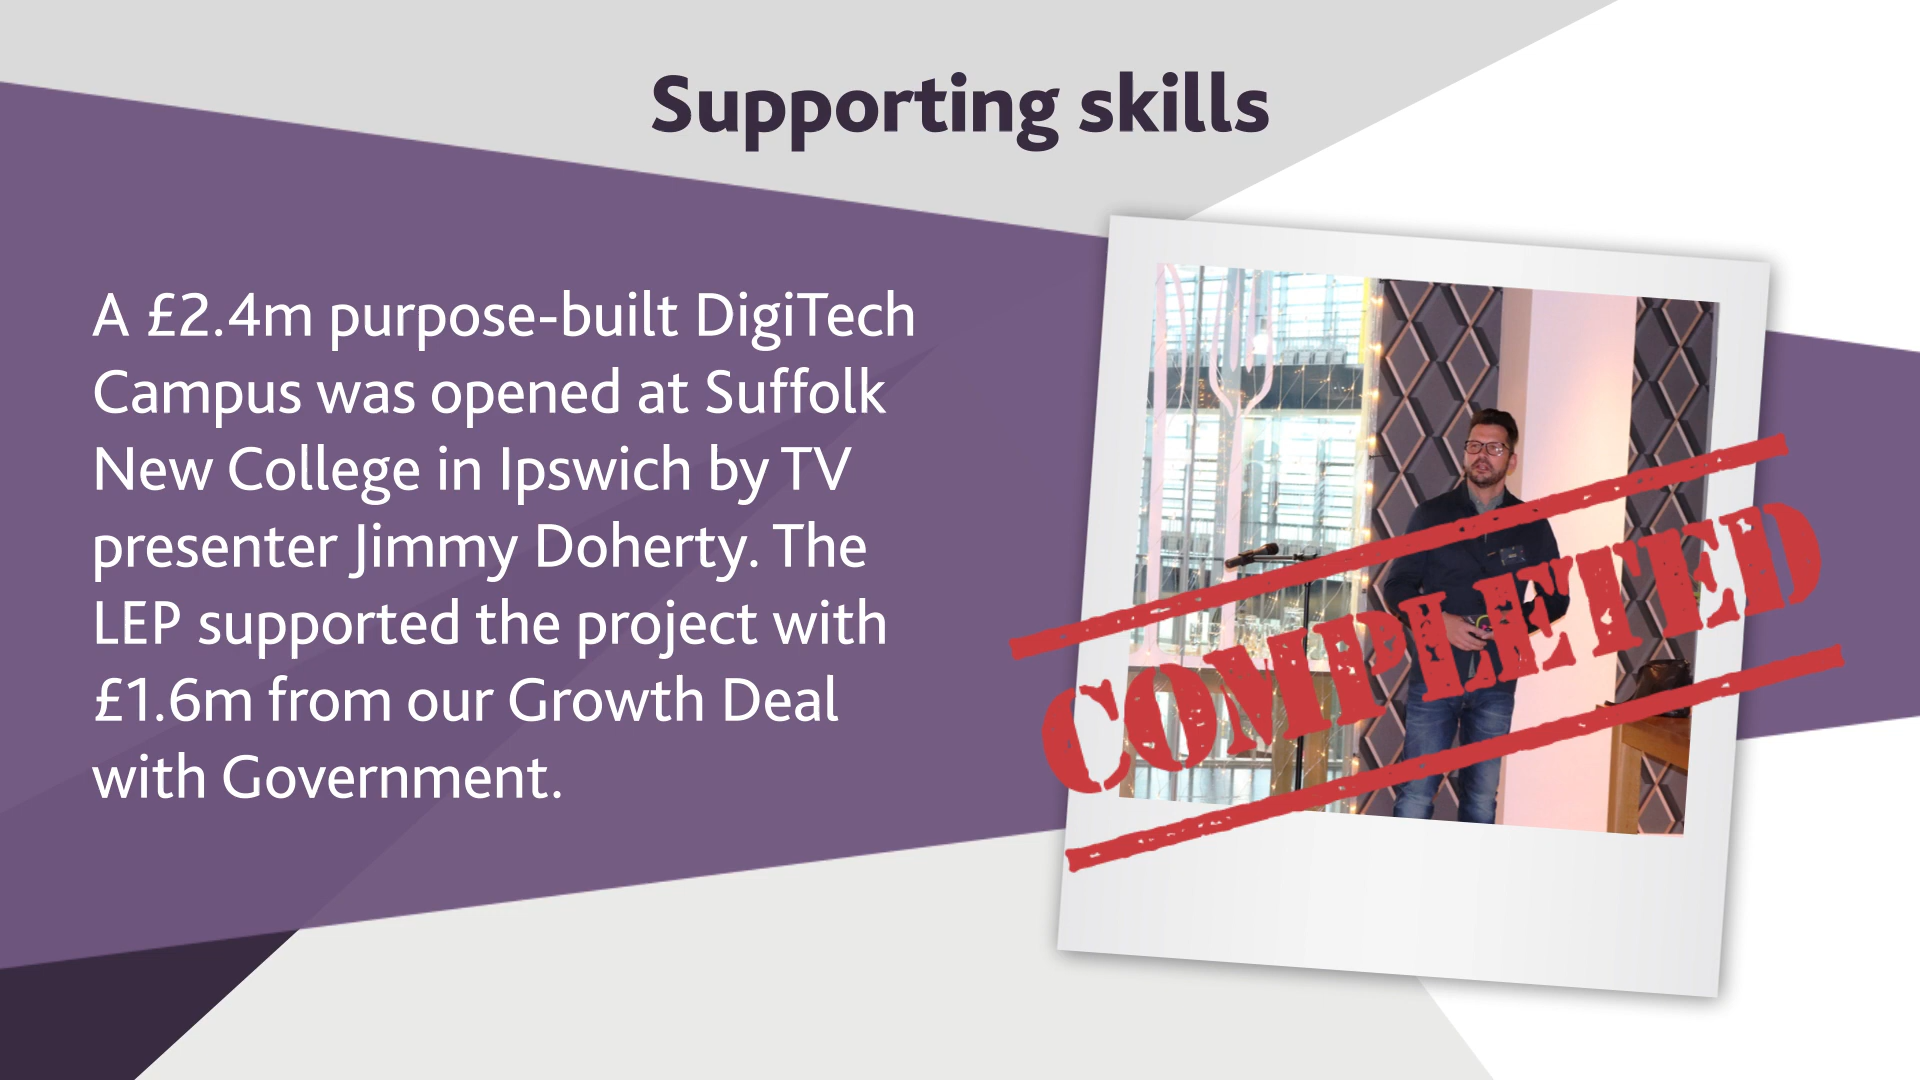 Supporting skills
A £2.4m purpose-built DigiTech
Campus was opened at Suffolk
New College in Ipswich by TV
presenter Jimmy Doherty. The
LEP supported the project with
£1.6m from our Growth Deal
with Government.
COMPLETED